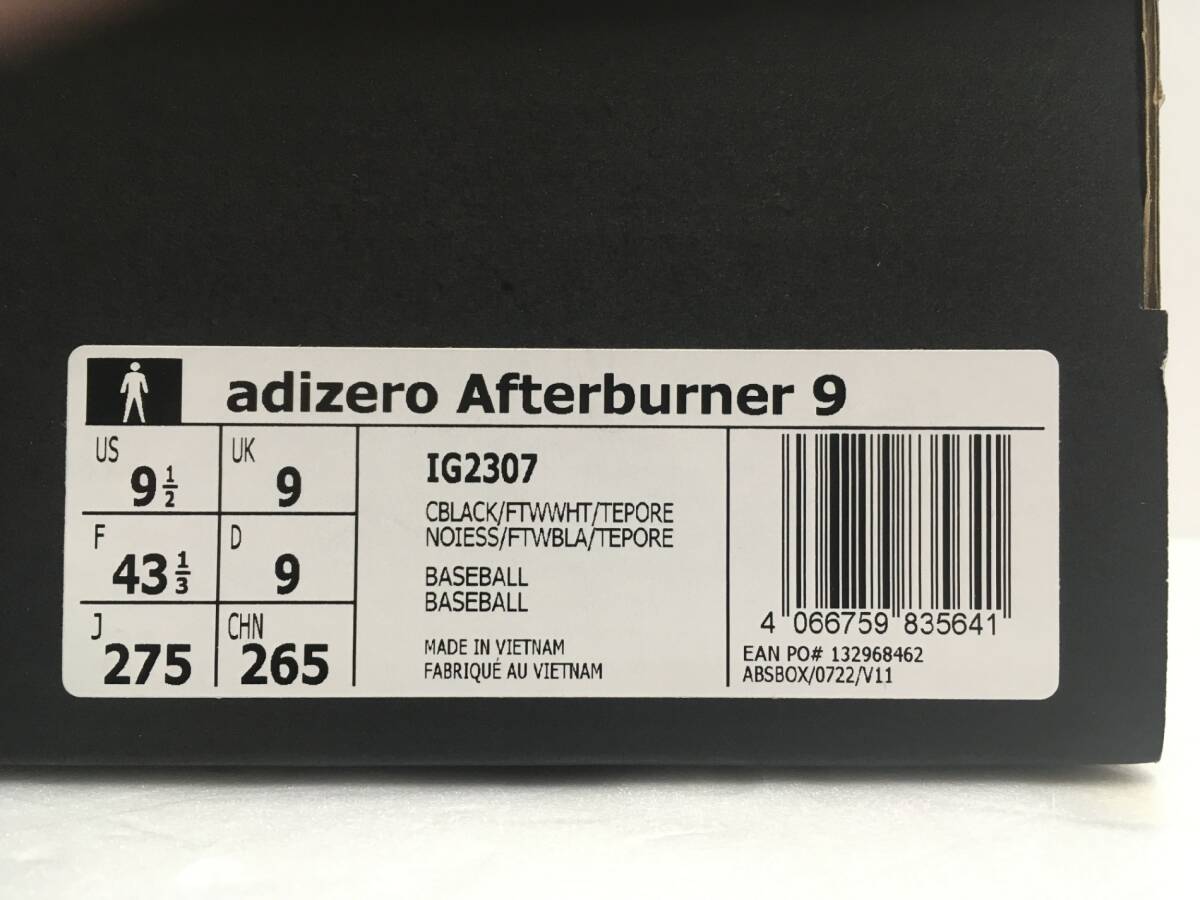 adizero Afterburner 9
US 9 1/2
UK 9
F 43 1/3
D 9
J 275
CHN 265
IG2307
CBLACK/FTWWHT/TEPORE
NOIESS/FTWBLA/TEPORE
BASEBALL
BASEBALL
MADE IN VIETNAM
FABRIQUÉ AU VIETNAM
4 066759 835641
EAN PO# 132968462
ABSBOX/0722/V11